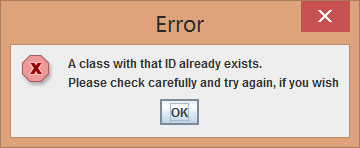 Error
A class with that ID already exists.
Please check carefully and try again, if you wish
OK